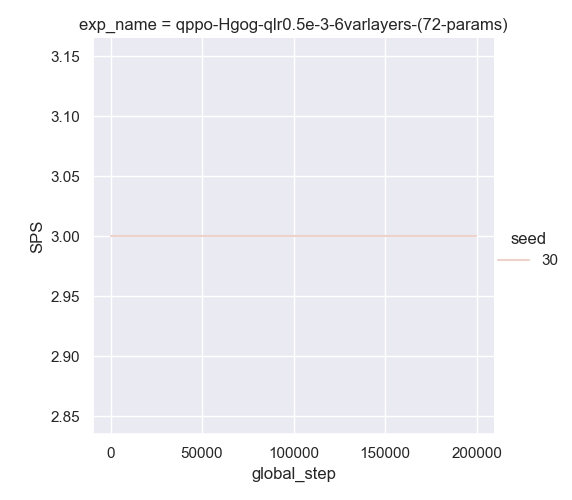 exp_name = qppo-Hgog-qlr0.5e-3-6varlayers-(72-params)
3.15
3.10
3.05
3.00
2.95
2.90
2.85
SPS
0 50000 100000 150000 200000
global_step
seed
30